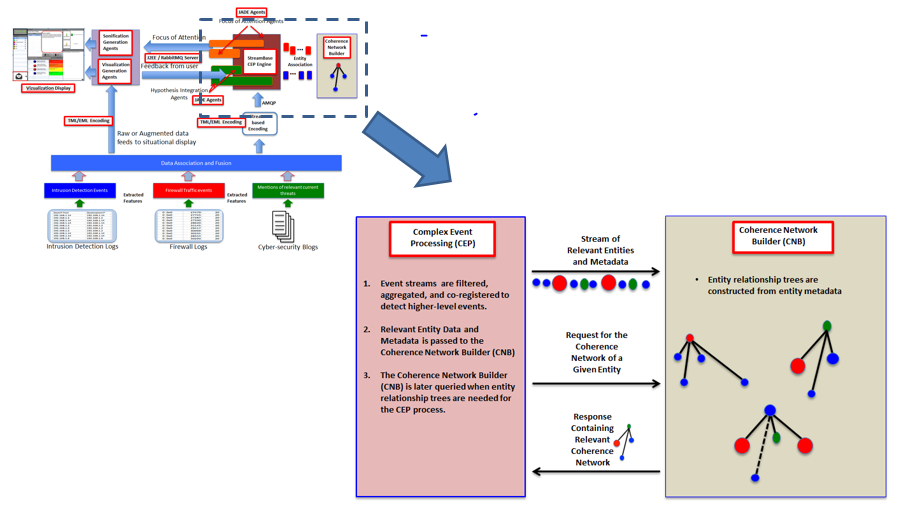 JADE Agents
Focus of Attention Agents
Sonification
Generation
Agents
Focus of Attention
J2EE / RabbitMQ Server
Visualization
Generation
Agents
Feedback from user
Visualization Display
StreamBase
CEP Engine
Entity
Association
Coherence
Network
Builder
Hypothesis Integration
Agents
JADE Agents
AMQP
TML/EML Encoding
TML/EML Encoding
based
Encoding
Raw or Augmented data
feeds to situational display
Data Association and Fusion
Intrusion Detection Events
Extracted
Features
Firewall Traffic events
Extracted
Features
Mentions of relevant current
threats
Intrusion Detection Logs
Firewall Logs
Cyber-security Blogs
Complex Event
Processing (CEP)
1. Event streams are filtered,
aggregated, and co-registered to
detect higher-level events.
2. Relevant Entity Data and
Metadata is passed to the
Coherence Network Builder (CNB)
3. The Coherence Network Builder
(CNB) is later queried when entity
relationship trees are needed for
the CEP process.
Stream of
Relevant Entities
and Metadata
Request for the
Coherence
Network of a
Given Entity
Response
Containing
Relevant
Coherence
Network
Coherence Network
Builder (CNB)
• Entity relationship trees are
constructed from entity metadata